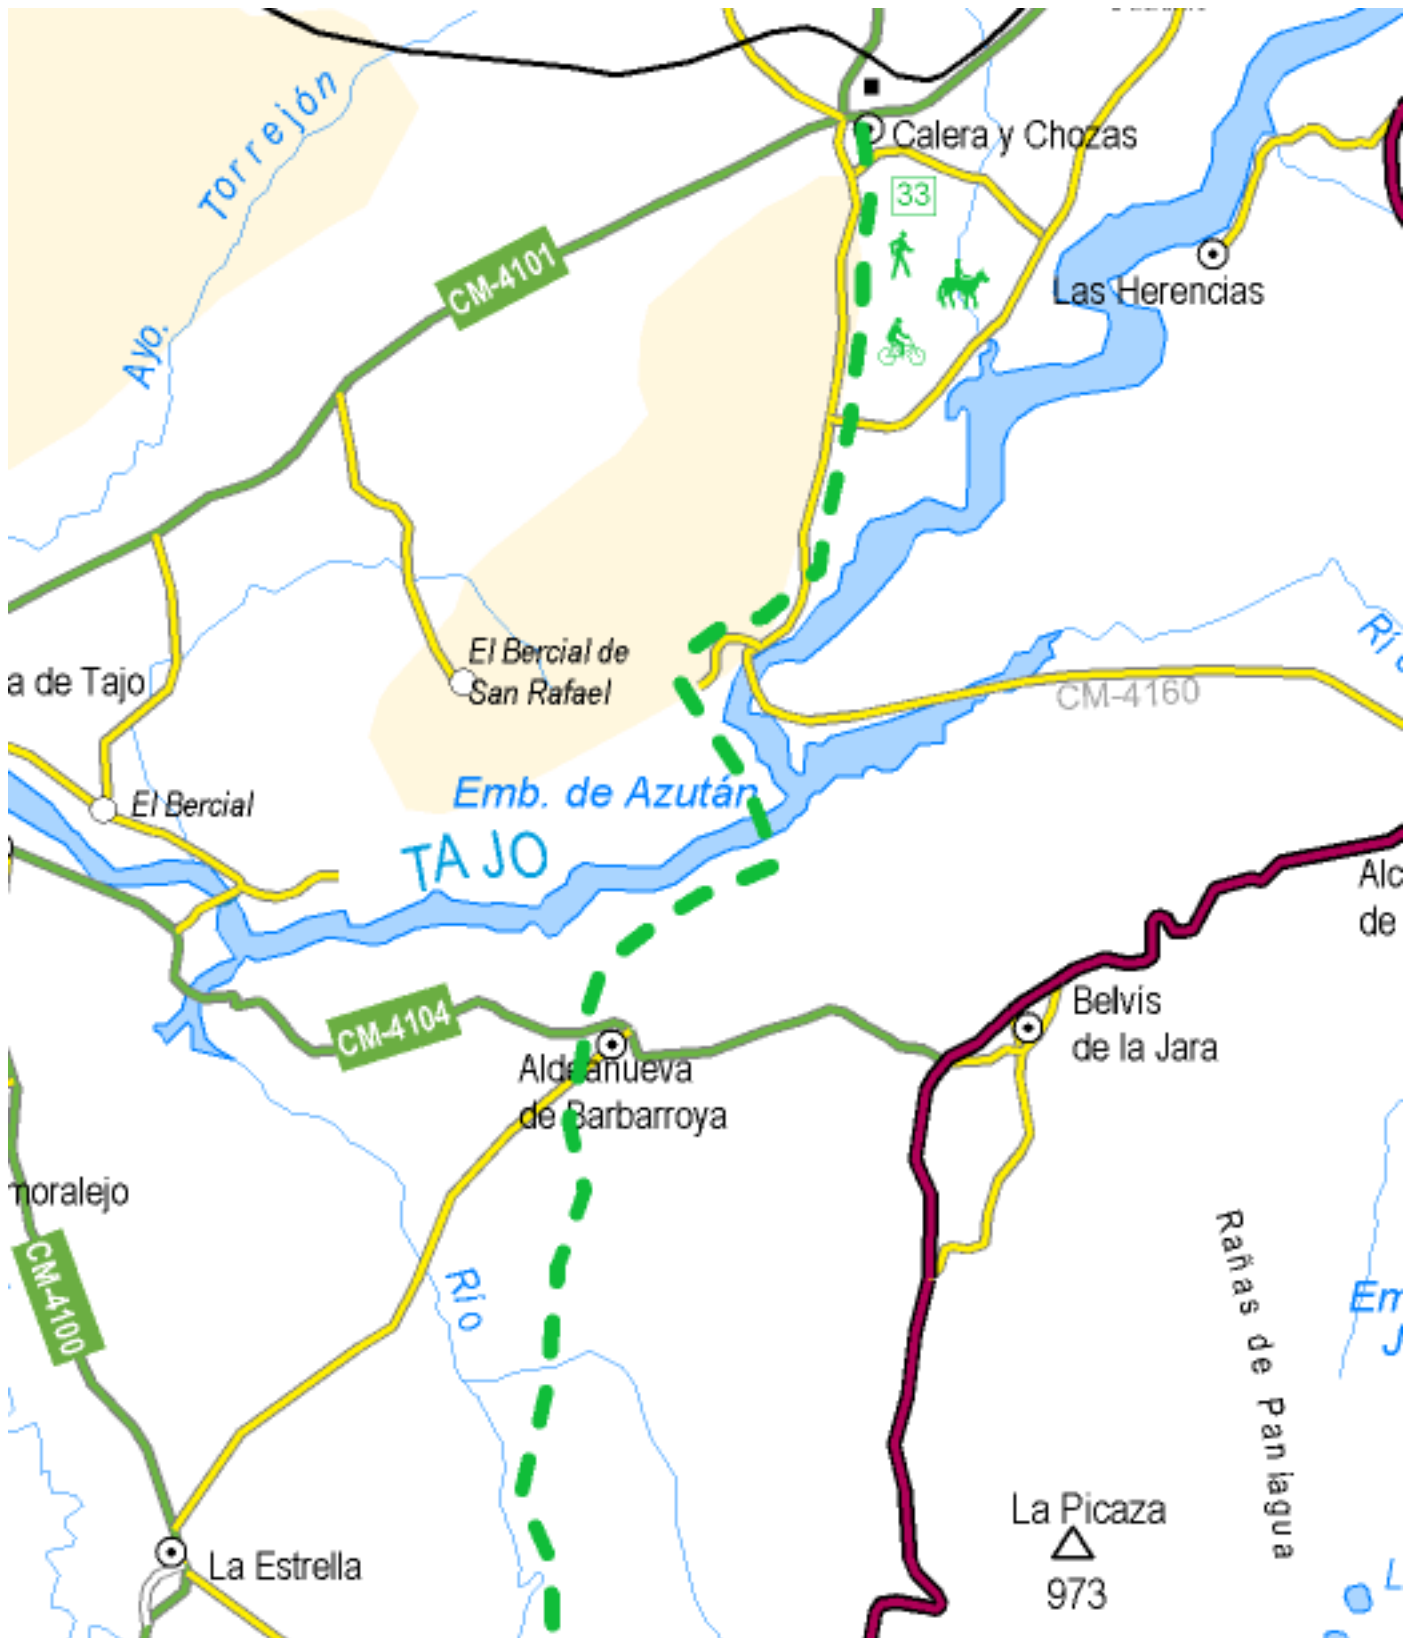 Torrejón
Calera y Chozas
33
CM-4101
Las Herencias
Ayo.
El Bercial de
San Rafael
a de Tajo
CM-4160
Emb. de Azután
El Bercial
TAJO
Alc
de
Belvis
de la Jara
CM-4104
Aldeanueva
de Barbarroya
moralejo
CM-4100
Río
Rañas de Paniagua
Em
J
La Picaza
973
La Estrella
L